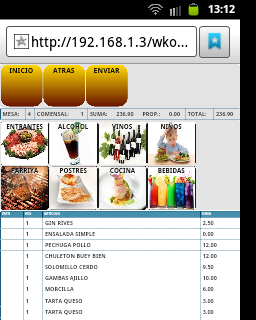 13:12
http://192.168.1.3/wko...
INICIO ATRAS ENVIAR
MESA: 4 COMENSAL: 1 SUMA: 236.90 PROP.: 0.00 TOTAL: 236.90
ENTRANTES ALCOHOL VINOS NIÑOS
PARRIYA POSTRES COCINA BEBIDAS
ARTICULO SUMA
1 GIN RIVES 2.50
1 ENSALADA SIMPLE 0.00
1 PECHUGA POLLO 12.00
1 CHULETON BUEY BIEN 12.00
1 SOLOMILLO CERDO 9.50
1 GAMBAS AJILLO 10.00
1 MORCILLA 6.00
1 TARTA QUESO 3.00
1 TARTA QUESO 3.00